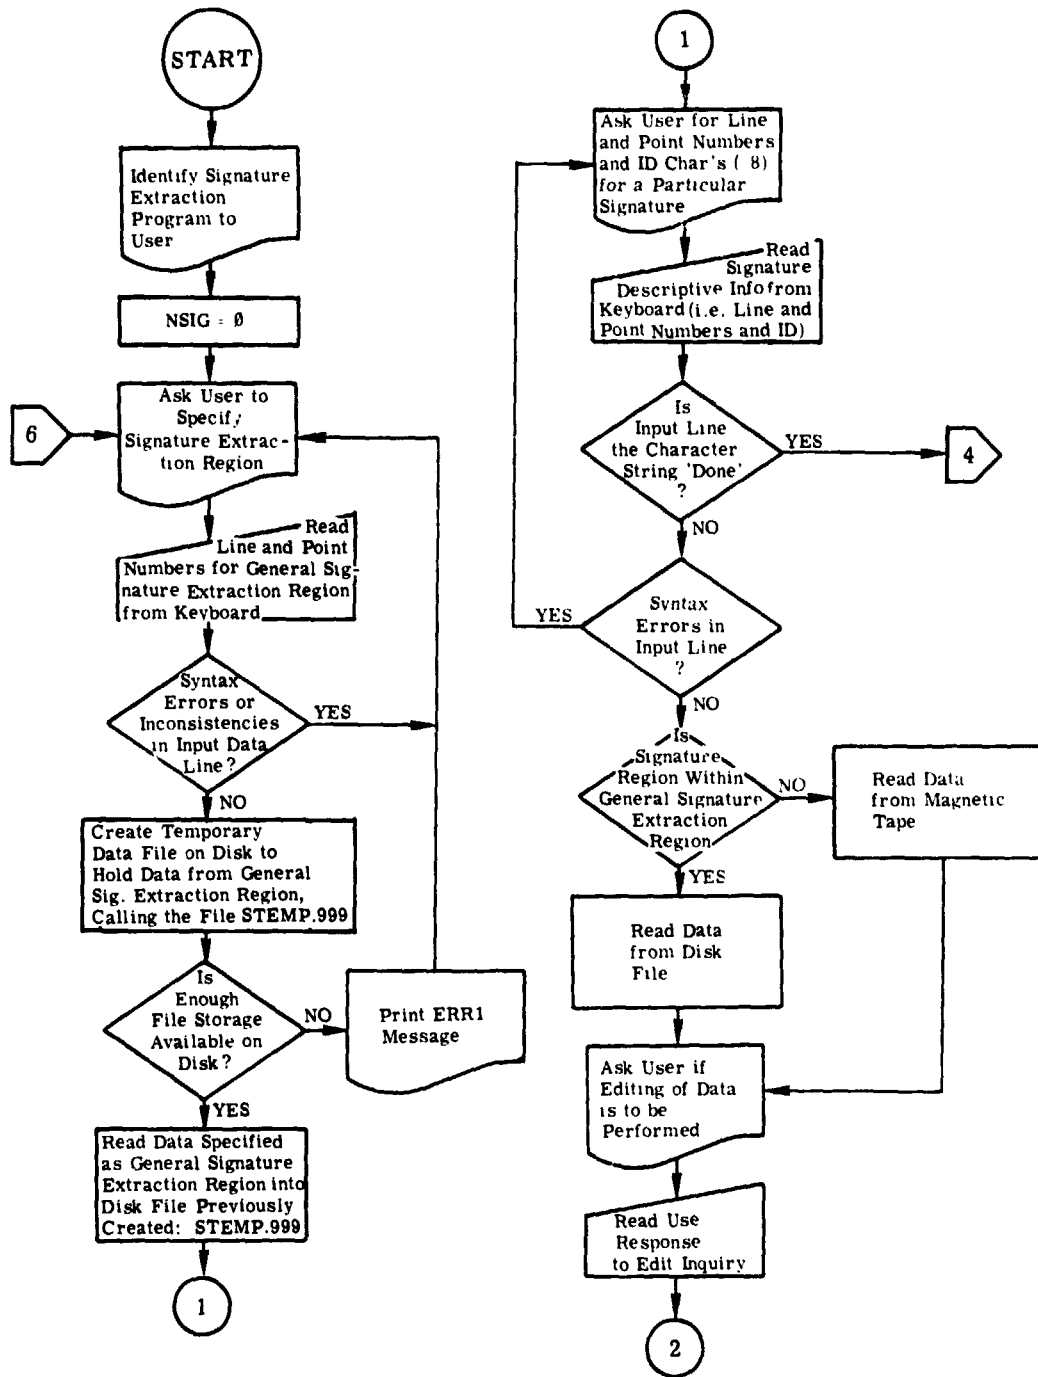 START
Identify Signature
Extraction
Program to
User
NSIG = Ø
6
Ask User to
Specify
Signature Extrac-
tion Region
Read
Line and Point
Numbers for General Sig-
nature Extraction Region
from Keyboard
Syntax
Errors or
Inconsistencies
in Input Data
Line?
YES
NO
Create Temporary
Data File on Disk to
Hold Data from General
Sig. Extraction Region,
Calling the File STEMP.999
Is
Enough
File Storage
Available on
Disk?
NO
Print ERR1
Message
YES
Read Data Specified
as General Signature
Extraction Region into
Disk File Previously
Created: STEMP.999
1
1
Ask User for Line
and Point Numbers
and ID Char's ( 8)
for a Particular
Signature
Read
Signature
Descriptive Info from
Keyboard (i.e. Line and
Point Numbers and ID)
Is
Input Line
the Character
String 'Done'
?
YES
4
NO
Syntax
Errors in
Input Line
?
YES
NO
Is
Signature
Region Within
General Signature
Extraction
Region
NO
Read Data
from Magnetic
Tape
YES
Read Data
from Disk
File
Ask User if
Editing of Data
is to be
Performed
Read Use
Response
to Edit Inquiry
2